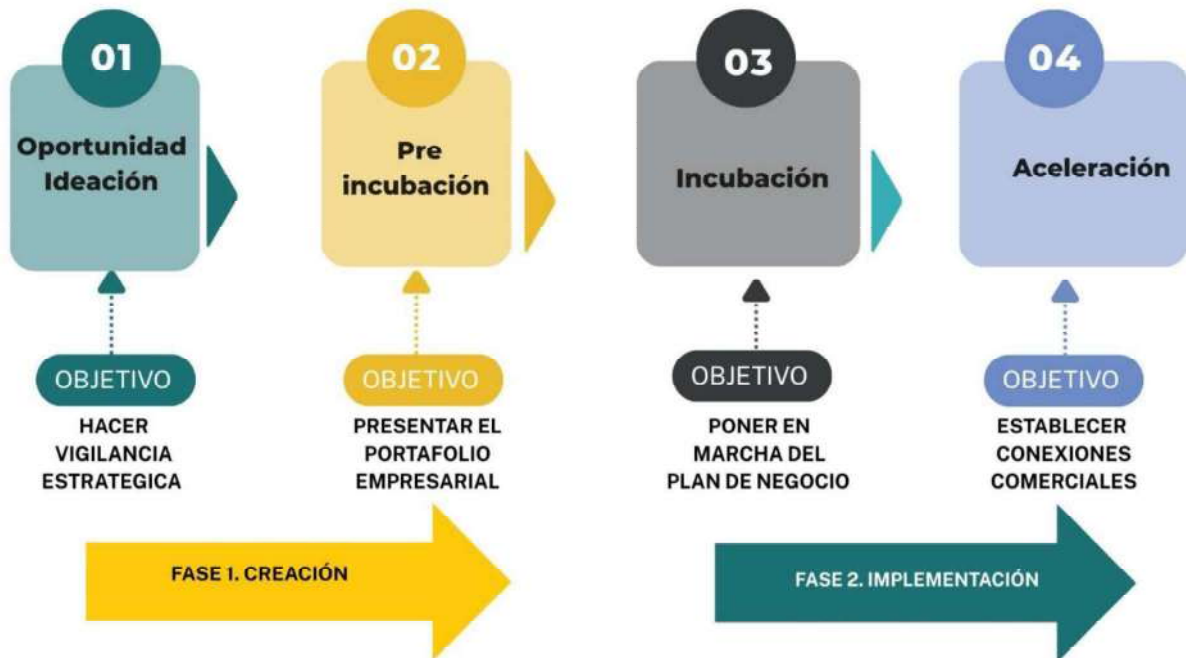 01
Oportunidad
Ideación
OBJETIVO
HACER
VIGILANCIA
ESTRATEGICA
02
Pre
incubación
OBJETIVO
PRESENTAR EL
PORTAFOLIO
EMPRESARIAL
03
Incubación
OBJETIVO
PONER EN
MARCHA DEL
PLAN DE NEGOCIO
04
Aceleración
OBJETIVO
ESTABLECER
CONEXIONES
COMERCIALES
FASE 1. CREACIÓN
FASE 2. IMPLEMENTACIÓN